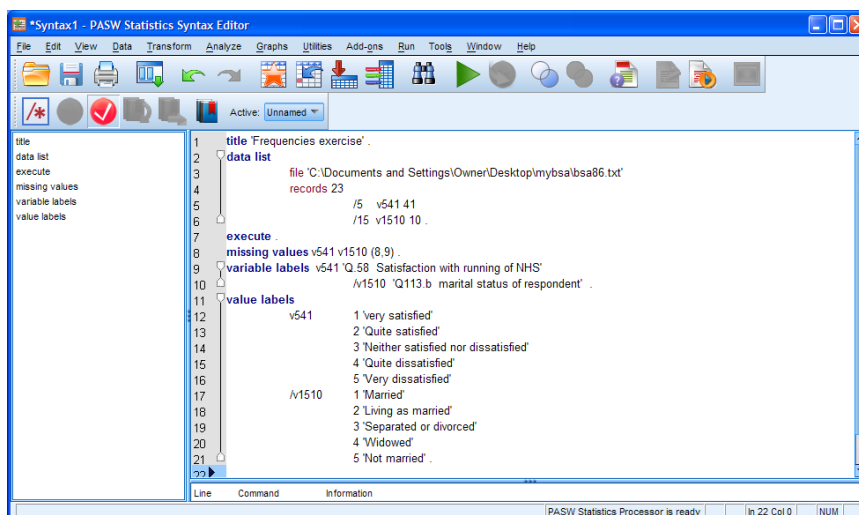 *Syntax1 - PASW Statistics Syntax Editor
File Edit View Data Transform Analyze Graphs Utilities Add-ons Run Tools Window Help
Active: Unnamed
title
data list
execute
missing values
variable labels
value labels
1 title 'Frequencies exercise' .
2 data list
3 file 'C:\Documents and Settings\Owner\Desktop\mybsa\bsa86.txt'
4 records 23
5 /5 v541 41
6 /15 v1510 10 .
7 execute .
8 missing values v541 v1510 (8,9) .
9 variable labels v541 'Q.58 Satisfaction with running of NHS'
10 /v1510 'Q113.b marital status of respondent' .
11 value labels
12 v541 1 'very satisfied'
13 2 'Quite satisfied'
14 3 'Neither satisfied nor dissatisfied'
15 4 'Quite dissatisfied'
16 5 'Very dissatisfied'
17 /v1510 1 'Married'
18 2 'Living as married'
19 3 'Separated or divorced'
20 4 'Widowed'
21 5 'Not married' .
22
Line Command Information
PASW Statistics Processor is ready In 22 Col 0 NUM